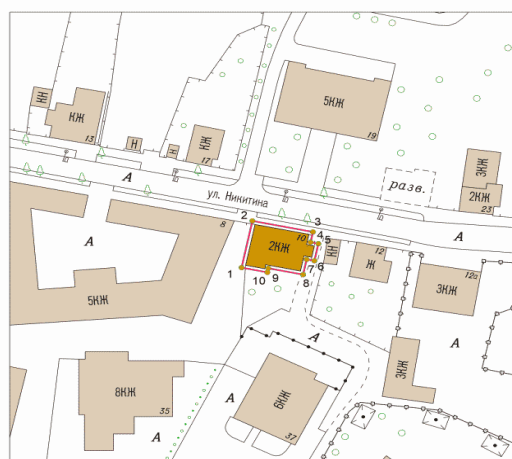 5КЖ
19
КН
КЖ
13
Н
Н
КЖ
17
А
ул. Никитина
разв.
3КЖ
2КЖ
23
8
А
5КЖ
2
3
4
5
6
7
8
9
10
1
2КЖ
10
КН
12
Ж
А
3КЖ
12а
3КЖ
А
А
8КЖ
35
А
А
6КЖ
37